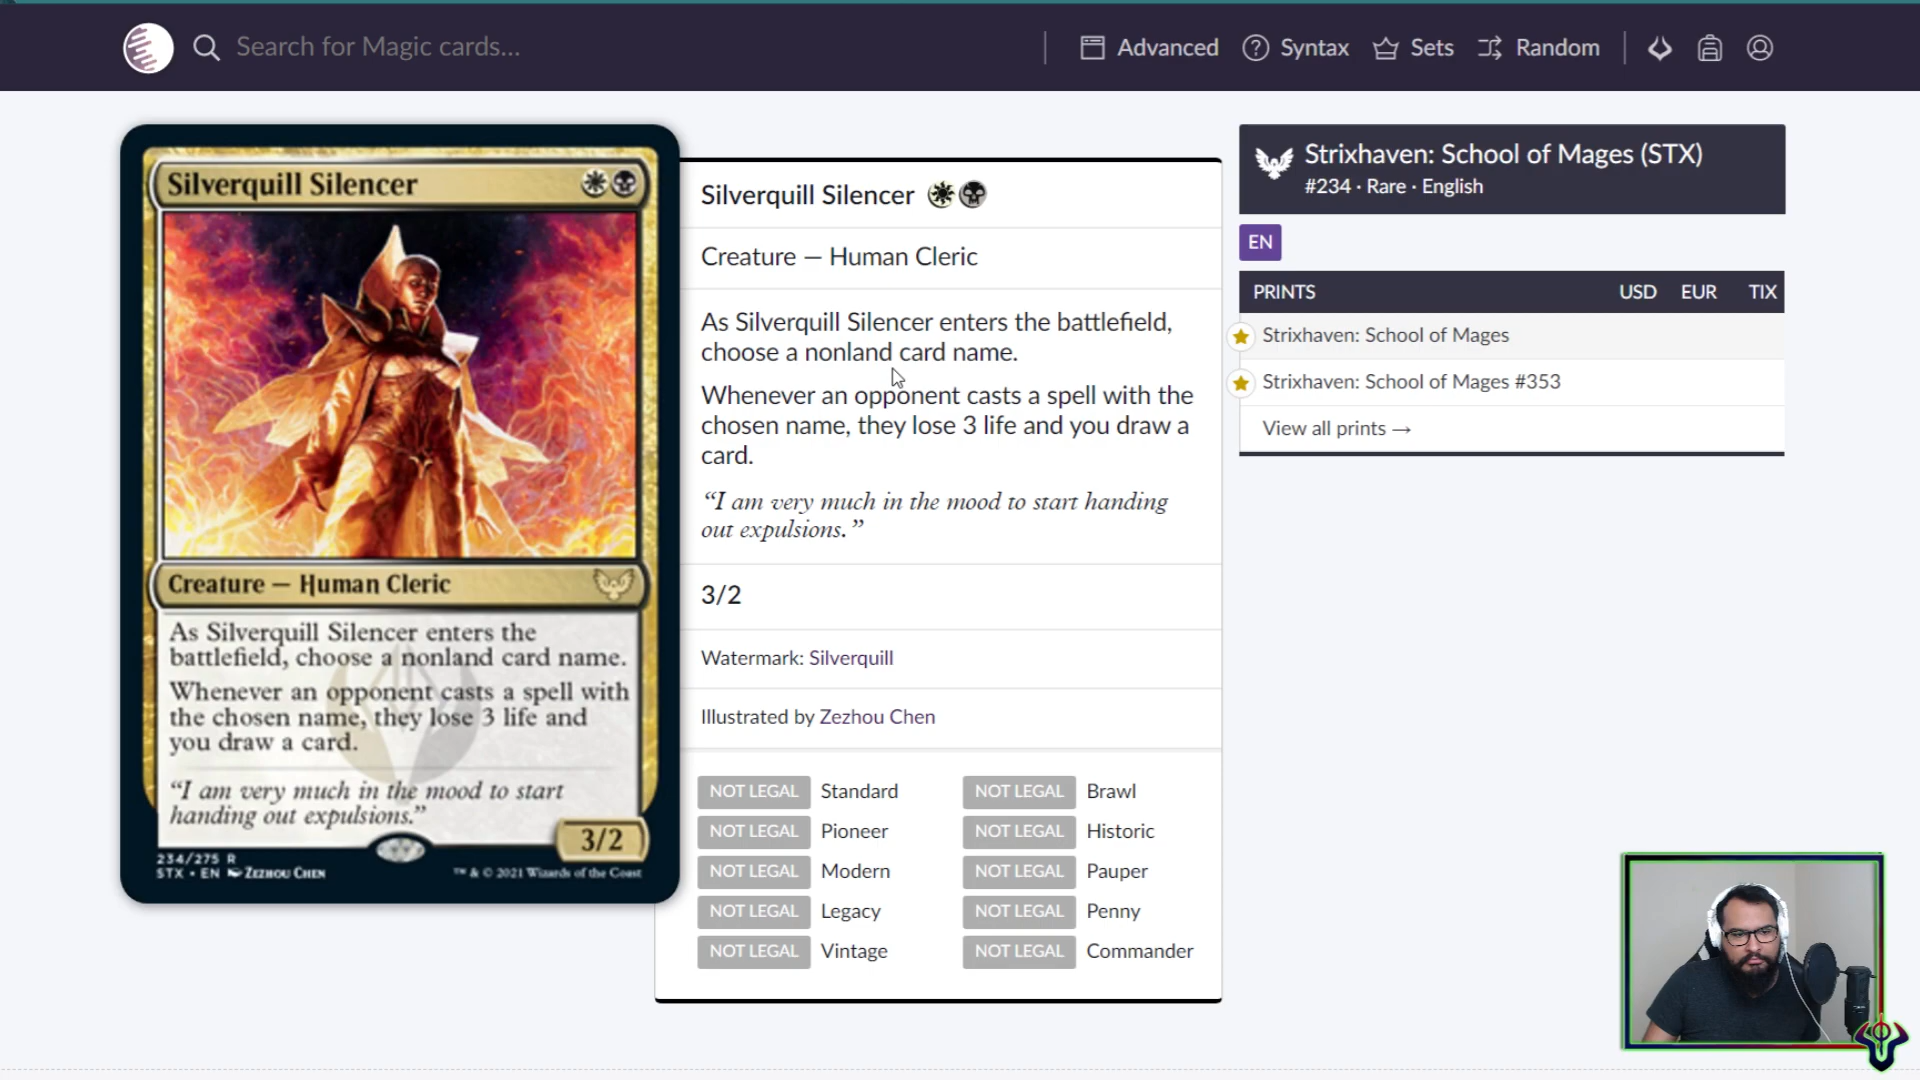 Search for Magic cards...
Advanced
Syntax
Sets
Random
Silverquill Silencer
Creature — Human Cleric
As Silverquill Silencer enters the
battlefield, choose a nonland card name.
Whenever an opponent casts a spell with
the chosen name, they lose 3 life and
you draw a card.
“I am very much in the mood to start
handing out expulsions.”
3/2
234/275 R
STX • EN Zezhou Chen
™ & © 2021 Wizards of the Coast
Silverquill Silencer
Creature — Human Cleric
As Silverquill Silencer enters the battlefield,
choose a nonland card name.
Whenever an opponent casts a spell with the
chosen name, they lose 3 life and you draw a
card.
“I am very much in the mood to start handing
out expulsions.”
3/2
Watermark: Silverquill
Illustrated by Zezhou Chen
NOT LEGAL Standard NOT LEGAL Brawl
NOT LEGAL Pioneer NOT LEGAL Historic
NOT LEGAL Modern NOT LEGAL Pauper
NOT LEGAL Legacy NOT LEGAL Penny
NOT LEGAL Vintage NOT LEGAL Commander
Strixhaven: School of Mages (STX)
#234 · Rare · English
EN
PRINTS USD EUR TIX
Strixhaven: School of Mages
Strixhaven: School of Mages #353
View all prints →